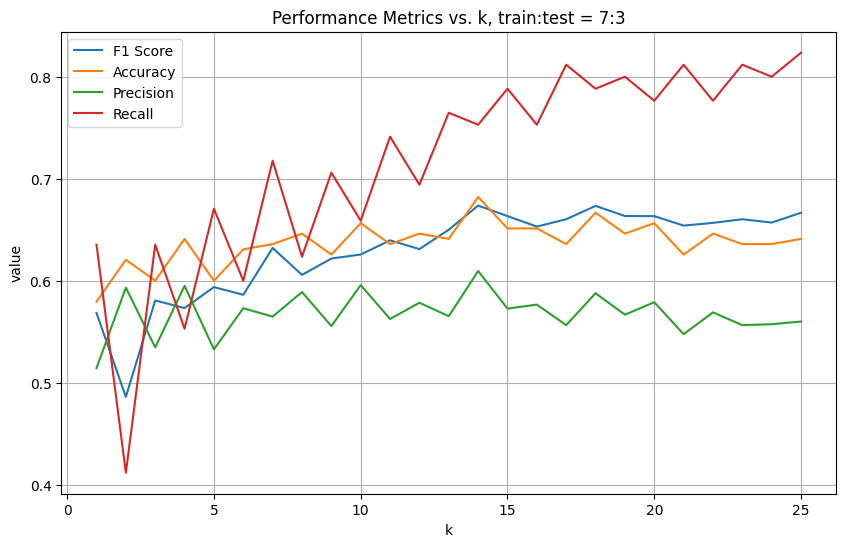 Performance Metrics vs. k, train:test = 7:3
F1 Score
Accuracy
Precision
Recall
value
0.8
0.7
0.6
0.5
0.4
0 5 10 15 20 25
k